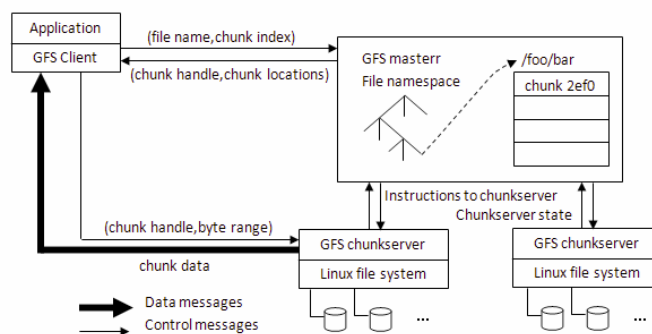 Application
GFS Client
(file name,chunk index)
(chunk handle,chunk locations)
GFS masterr
File namespace
/foo/bar
chunk 2ef0
Instructions to chunkserver
Chunkserver state
(chunk handle,byte range)
chunk data
GFS chunkserver
Linux file system
...
GFS chunkserver
Linux file system
...
Data messages
Control messages